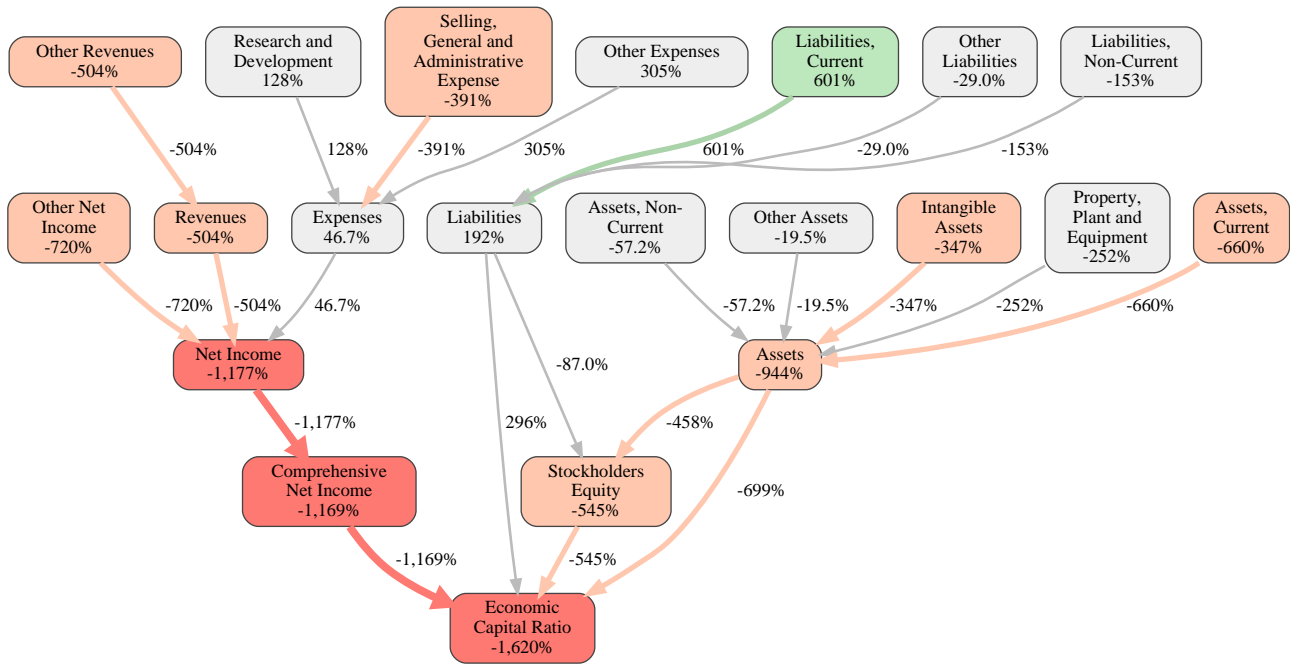 Other Revenues
-504%
Research and
Development
128%
Selling,
General and
Administrative
Expense
-391%
Other Expenses
305%
Liabilities,
Current
601%
Other
Liabilities
-29.0%
Liabilities,
Non-Current
-153%
-504%
128%
-391%
305%
601%
-29.0%
-153%
Other Net
Income
-720%
Revenues
-504%
Expenses
46.7%
Liabilities
192%
Assets, Non-
Current
-57.2%
Other Assets
-19.5%
Intangible
Assets
-347%
Property,
Plant and
Equipment
-252%
Assets,
Current
-660%
-720%
-504%
46.7%
-57.2%
-19.5%
-347%
-252%
-660%
Net Income
-1,177%
-87.0%
Assets
-944%
-1,177%
296%
-458%
Comprehensive
Net Income
-1,169%
Stockholders
Equity
-545%
-699%
-1,169%
-545%
Economic
Capital Ratio
-1,620%